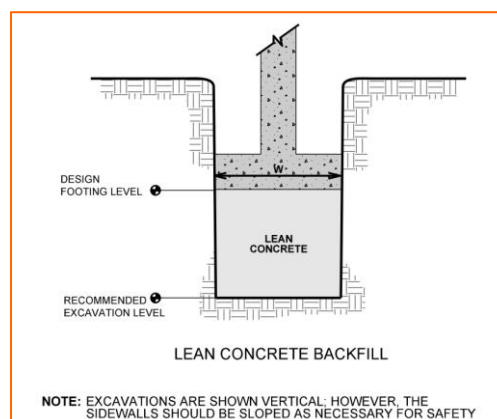 N
W
DESIGN
FOOTING LEVEL
LEAN
CONCRETE
RECOMMENDED
EXCAVATION LEVEL
LEAN CONCRETE BACKFILL
NOTE: EXCAVATIONS ARE SHOWN VERTICAL; HOWEVER, THE
SIDEWALLS SHOULD BE SLOPED AS NECESSARY FOR SAFETY